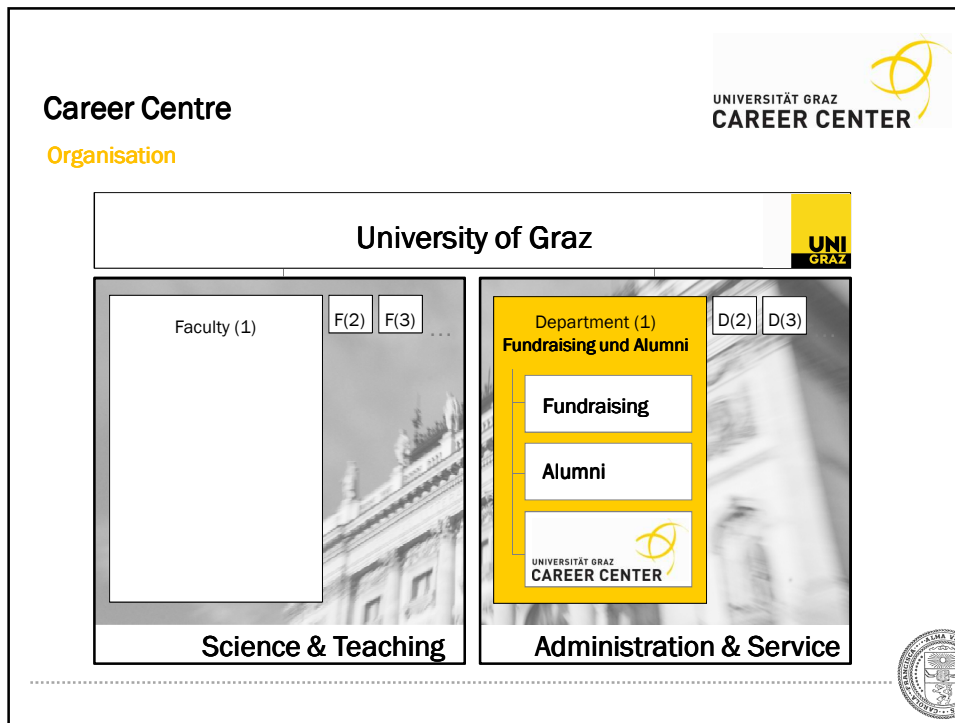 UNIVERSITÄT GRAZ
CAREER CENTER
Career Centre
Organisation
University of Graz
UNI
GRAZ
Faculty (1)
F(2)
F(3)
...
Department (1)
Fundraising und Alumni
D(2)
D(3)
...
Fundraising
Alumni
UNIVERSITÄT GRAZ
CAREER CENTER
Science & Teaching
Administration & Service